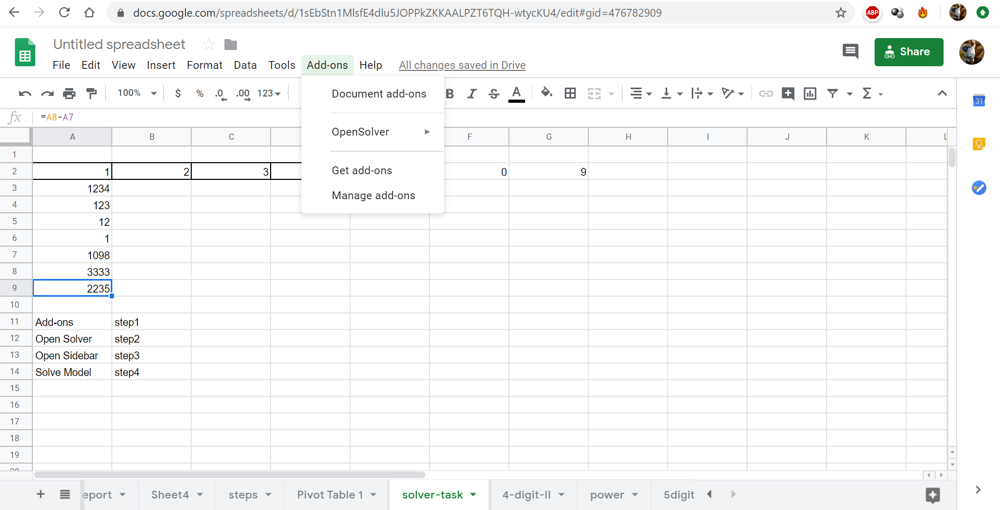 docs.google.com/spreadsheets/d/1sEbStn1MlsfE4dlu5JOPPkZKKAALPZT6TQH-wtycKU4/edit#gid=476782909
ABP
Untitled spreadsheet
Share
File Edit View Insert Format Data Tools Add-ons Help All changes saved in Drive
100% $ % .0 .00 123 B I S A Σ
31
Document add-ons
OpenSolver
Get add-ons
Manage add-ons
fx =A8-A7
A B C F G H I J K L
1
2 1 2 3 0 9
3 1234
4 123
5 12
6 1
7 1098
8 3333
9 2235
10
11 Add-ons step1
12 Open Solver step2
13 Open Sidebar step3
14 Solve Model step4
15
16
17
18
19
20
eport Sheet4 steps Pivot Table 1 solver-task 4-digit-II power 5digit